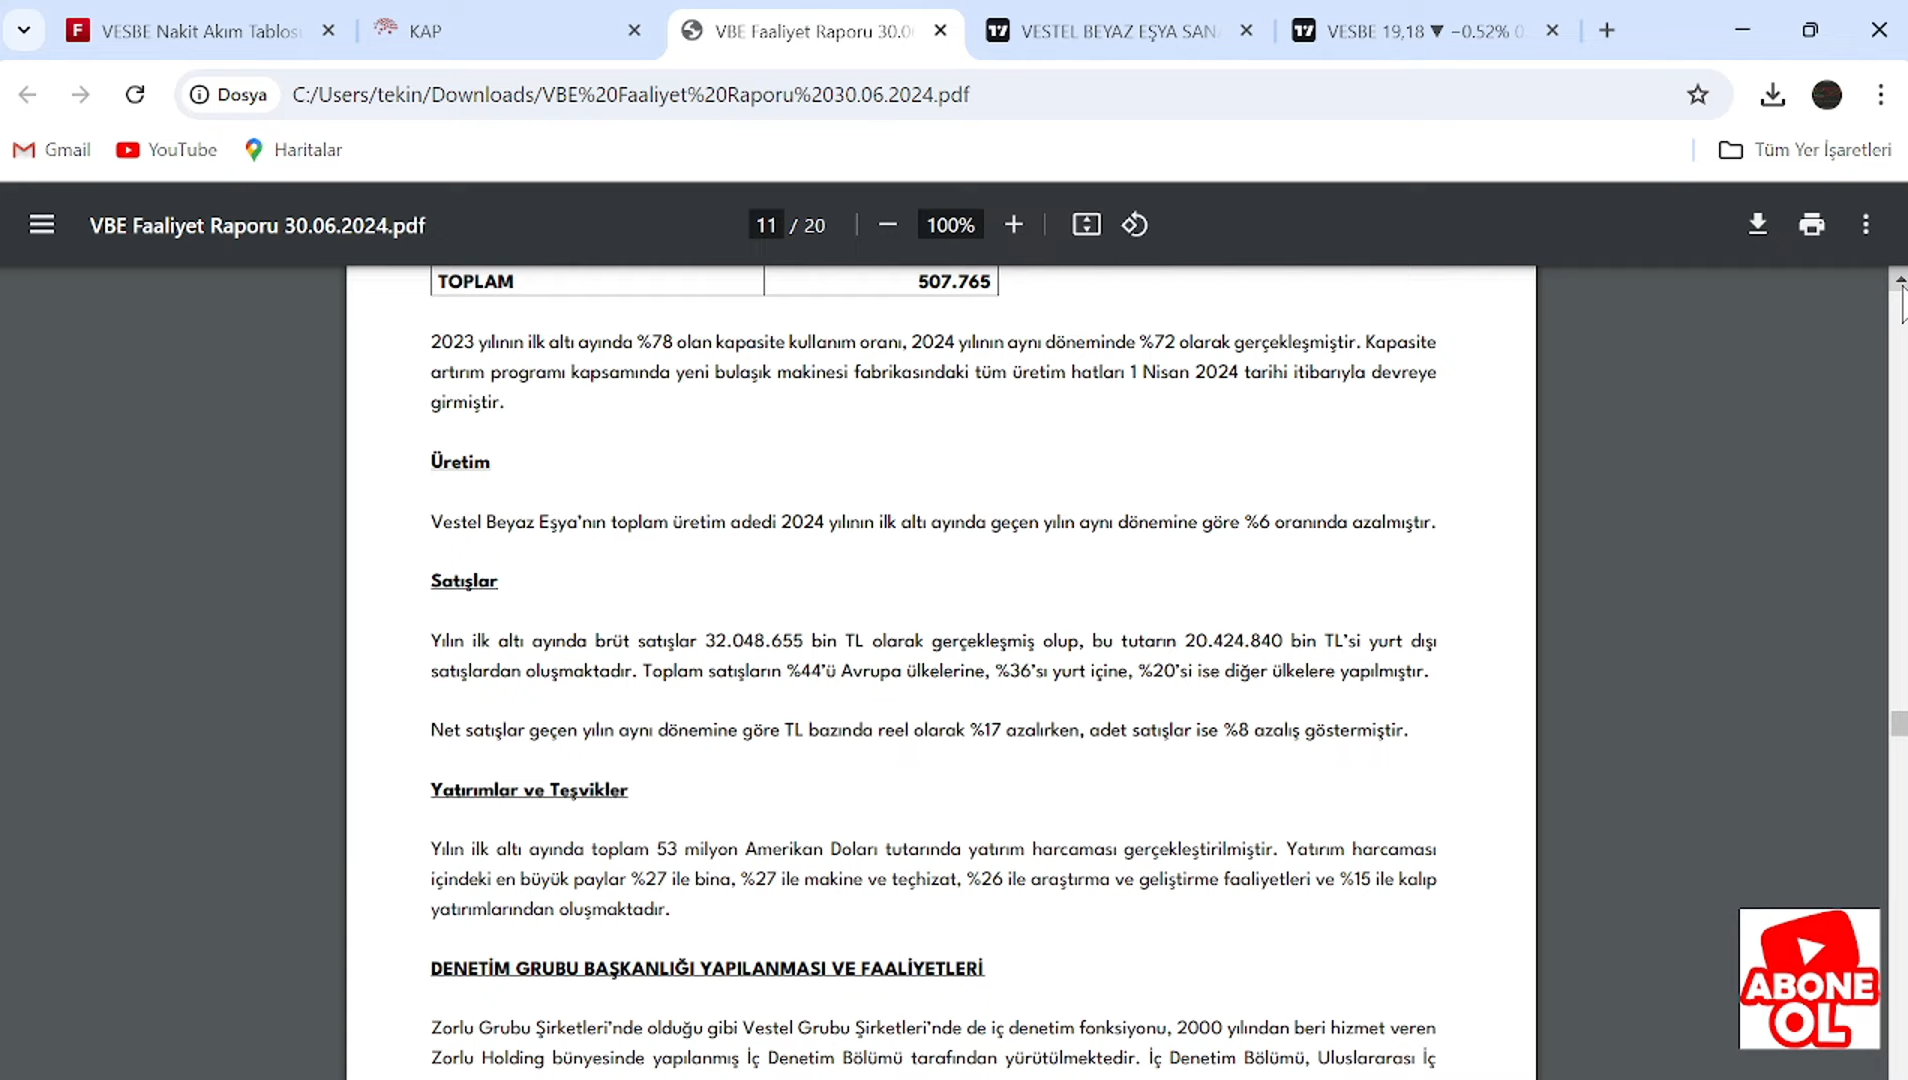 VESBE Nakit Akım Tablos
KAP
VBE Faaliyet Raporu 30.0
VESTEL BEYAZ EŞYA SAN
VESBE 19,18 ▼ −0.52% 0
Dosya
C:/Users/tekin/Downloads/VBE%20Faaliyet%20Raporu%2030.06.2024.pdf
Gmail
YouTube
Haritalar
Tüm Yer İşaretleri
VBE Faaliyet Raporu 30.06.2024.pdf
11 / 20
100%
TOPLAM 507.765
2023 yılının ilk altı ayında %78 olan kapasite kullanım oranı, 2024 yılının aynı döneminde %72 olarak gerçekleşmiştir. Kapasite
artırım programı kapsamında yeni bulaşık makinesi fabrikasındaki tüm üretim hatları 1 Nisan 2024 tarihi itibarıyla devreye
girmiştir.
Üretim
Vestel Beyaz Eşya’nın toplam üretim adedi 2024 yılının ilk altı ayında geçen yılın aynı dönemine göre %6 oranında azalmıştır.
Satışlar
Yılın ilk altı ayında brüt satışlar 32.048.655 bin TL olarak gerçekleşmiş olup, bu tutarın 20.424.840 bin TL’si yurt dışı
satışlardan oluşmaktadır. Toplam satışların %44’ü Avrupa ülkelerine, %36’sı yurt içine, %20’si ise diğer ülkelere yapılmıştır.
Net satışlar geçen yılın aynı dönemine göre TL bazında reel olarak %17 azalırken, adet satışlar ise %8 azalış göstermiştir.
Yatırımlar ve Teşvikler
Yılın ilk altı ayında toplam 53 milyon Amerikan Doları tutarında yatırım harcaması gerçekleştirilmiştir. Yatırım harcaması
içindeki en büyük paylar %27 ile bina, %27 ile makine ve teçhizat, %26 ile araştırma ve geliştirme faaliyetleri ve %15 ile kalıp
yatırımlarından oluşmaktadır.
DENETİM GRUBU BAŞKANLIĞI YAPILANMASI VE FAALİYETLERİ
Zorlu Grubu Şirketleri’nde olduğu gibi Vestel Grubu Şirketleri’nde de iç denetim fonksiyonu, 2000 yılından beri hizmet veren
Zorlu Holding bünyesinde yapılanmış İç Denetim Bölümü tarafından yürütülmektedir. İç Denetim Bölümü, Uluslararası İç
ABONE
OL